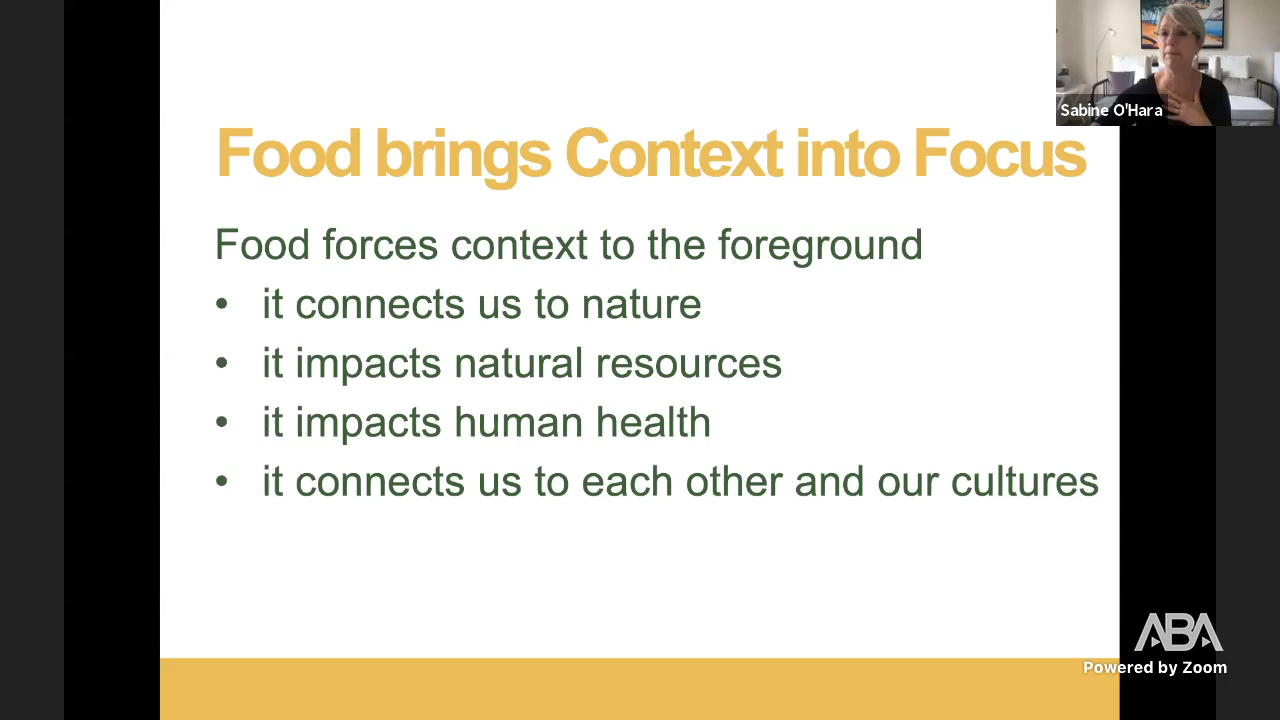 Sabine O'Hara
Food brings Context into Focus
Food forces context to the foreground
• it connects us to nature
• it impacts natural resources
• it impacts human health
• it connects us to each other and our cultures
ABA
Powered by Zoom